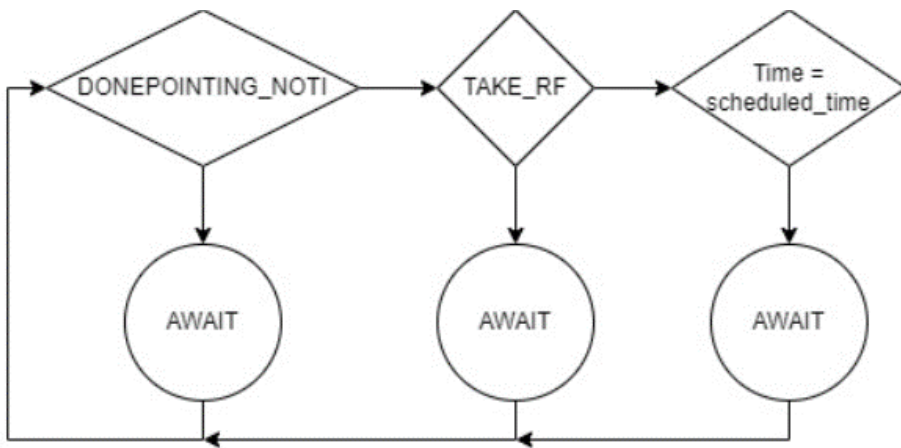 DONEPOINTING_NOTI
TAKE_RF
Time =
scheduled_time
AWAIT
AWAIT
AWAIT